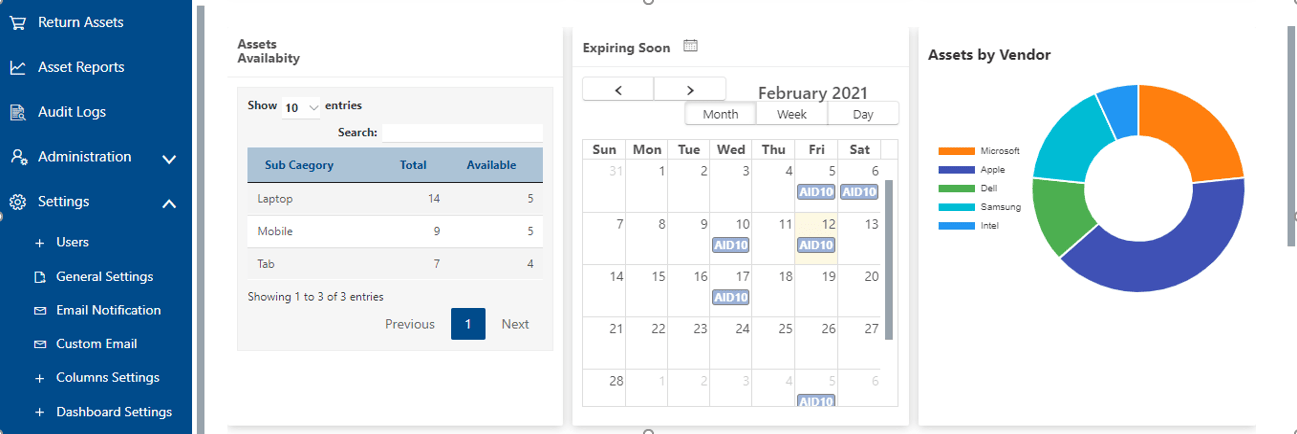 Return Assets
Asset Reports
Audit Logs
Administration
Settings
Users
General Settings
Email Notification
Custom Email
Columns Settings
Dashboard Settings
Assets
Availabity
Show 10 entries
Search:
Sub Caegory Total Available
Laptop 14 5
Mobile 9 5
Tab 7 4
Showing 1 to 3 of 3 entries
Previous 1 Next
Expiring Soon
February 2021
Month Week Day
Sun Mon Tue Wed Thu Fri Sat
31 1 2 3 4 5 6
AID10 AID10
7 8 9 10 11 12 13
AID10 AID10
14 15 16 17 18 19 20
AID10
21 22 23 24 25 26 27
28 1 2 3 4 5 6
AID10
Assets by Vendor
Microsoft
Apple
Dell
Samsung
Intel